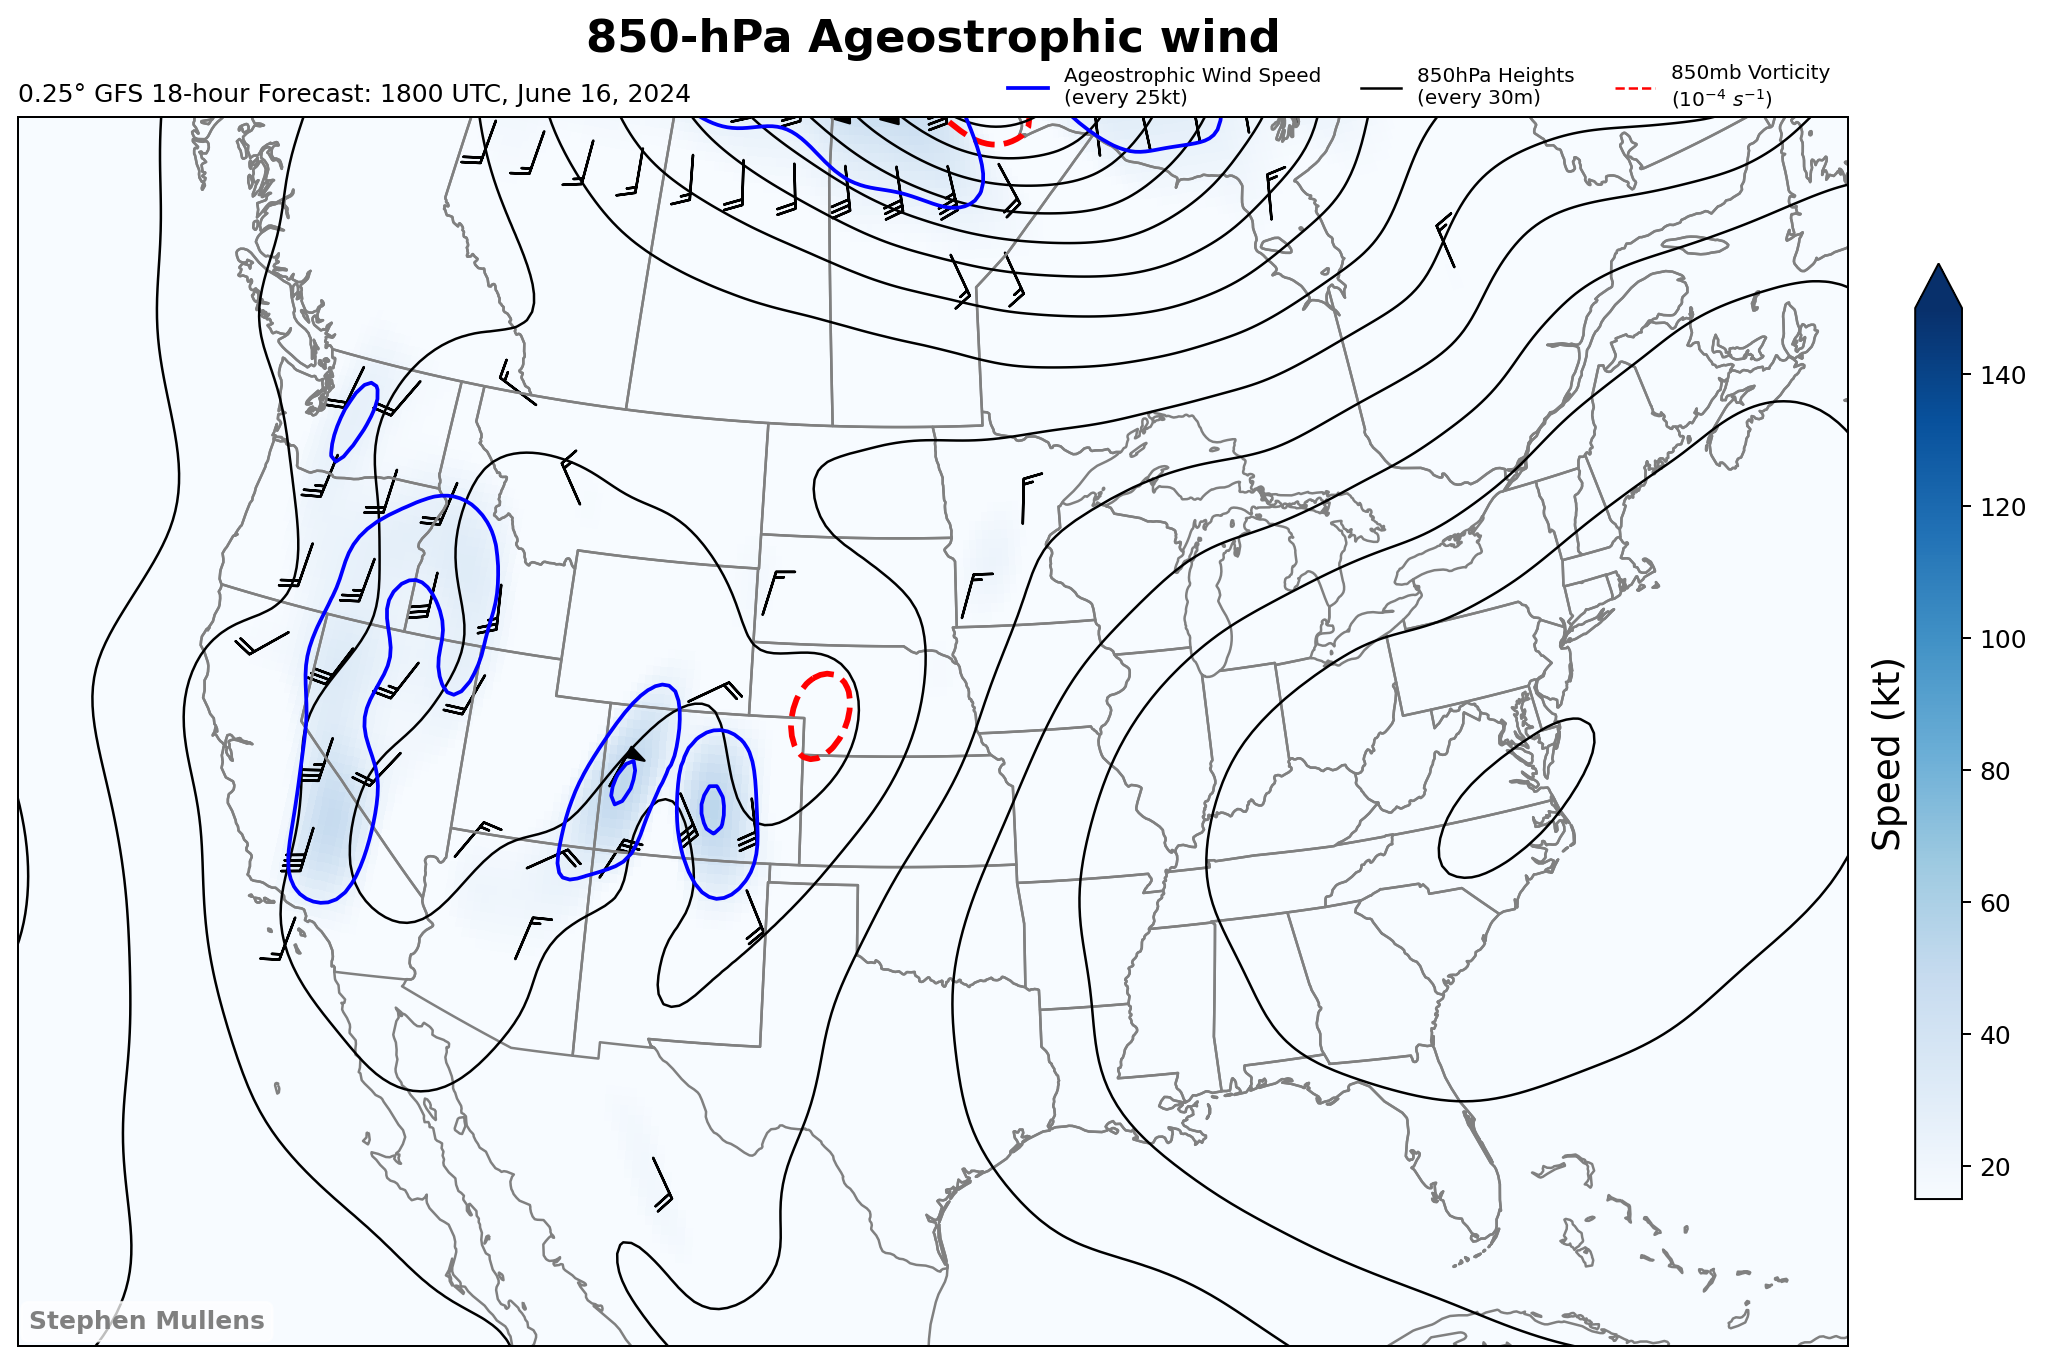 850-hPa Ageostrophic wind
0.25° GFS 18-hour Forecast: 1800 UTC, June 16, 2024
Ageostrophic Wind Speed
(every 25kt)
850hPa Heights
(every 30m)
850mb Vorticity
(10⁻⁴ s⁻¹)
140
120
100
80
60
40
20
Speed (kt)
Stephen Mullens